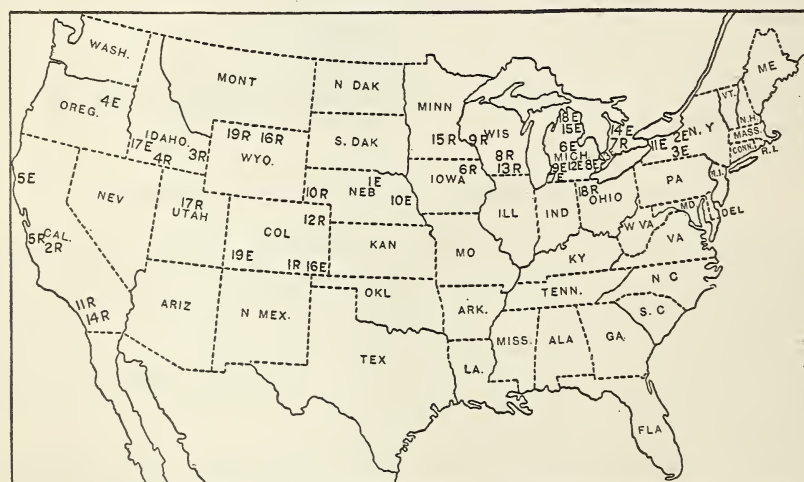 WASH.
ME
MONT
N DAK
VT.
OREG. 4E
MINN
18E
14E
2E N. Y
N.H.
15E
MASS.
IDAHO.
19R 16R
S. DAK
15R 9R
WIS
6E
7R
11E
CONN.
R.I.
17E 4R 3R
WYO.
8R
MICH.
3E
13R
12E 8E
5E
1E
IOWA 6R
18R
PA
N.J.
NEV
17R
10R
NEB
10E
OHIO
UTAH
12R
ILL
IND
MD.
DEL
5R CAL.
COL
W VA
2R
KAN
MO
VA
19E
1R 16E
KY
N C
11R
OKL
TENN.
14R
ARIZ
N MEX.
ARK.
S. C
MISS.
ALA
GA.
TEX
LA.
FLA